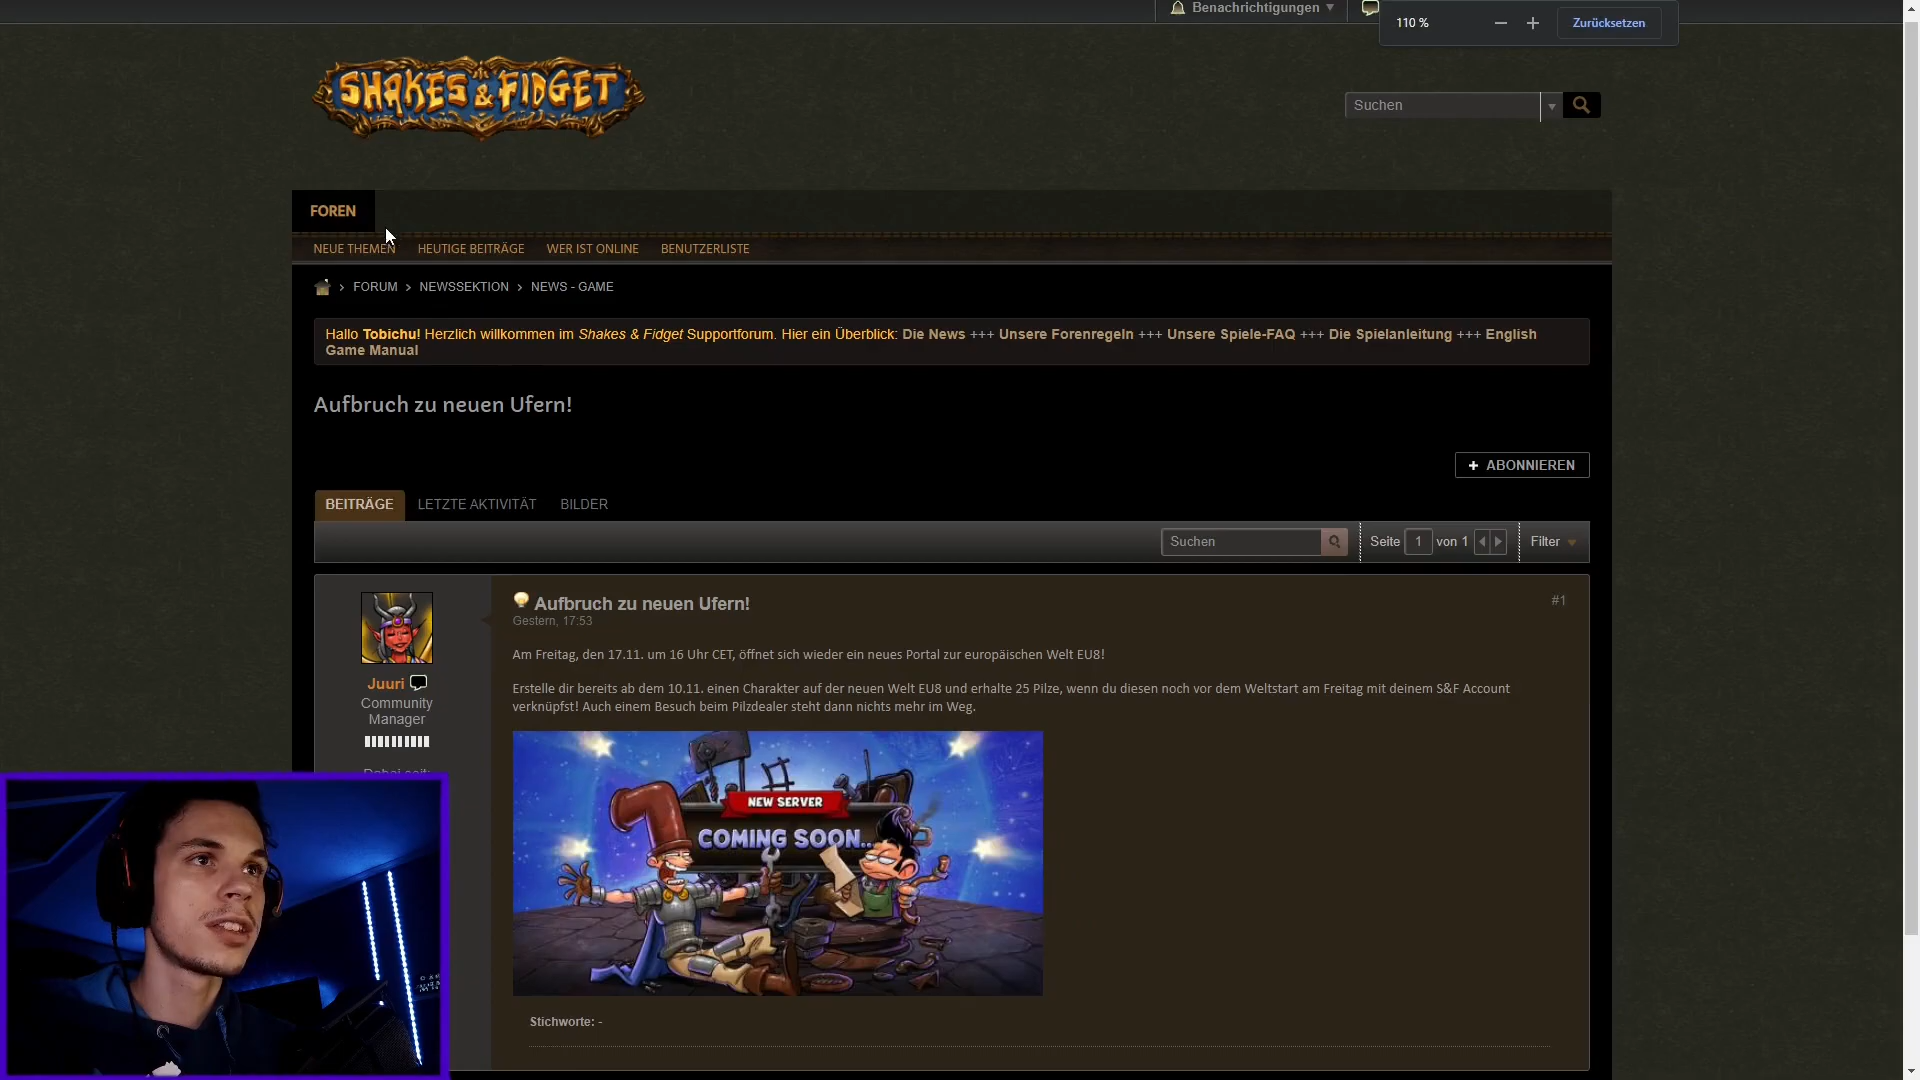 Benachrichtigungen
110 %
Zurücksetzen
SHAKES & FIDGET
Suchen
FOREN
NEUE THEMEN HEUTIGE BEITRÄGE WER IST ONLINE BENUTZERLISTE
FORUM > NEWSSEKTION > NEWS - GAME
Hallo Tobichu! Herzlich willkommen im Shakes & Fidget Supportforum. Hier ein Überblick: Die News +++ Unsere Forenregeln +++ Unsere Spiele-FAQ +++ Die Spielanleitung +++ English
Game Manual
Aufbruch zu neuen Ufern!
+ ABONNIEREN
BEITRÄGE LETZTE AKTIVITÄT BILDER
Suchen Seite 1 von 1 Filter
Aufbruch zu neuen Ufern! #1
Gestern, 17:53
Am Freitag, den 17.11. um 16 Uhr CET, öffnet sich wieder ein neues Portal zur europäischen Welt EU8!
Erstelle dir bereits ab dem 10.11. einen Charakter auf der neuen Welt EU8 und erhalte 25 Pilze, wenn du diesen noch vor dem Weltstart am Freitag mit deinem S&F Account
verknüpfst! Auch einem Besuch beim Pilzdealer steht dann nichts mehr im Weg.
Juuri
Community
Manager
Dabei seit:
NEW SERVER
COMING SOON..
Stichworte: -